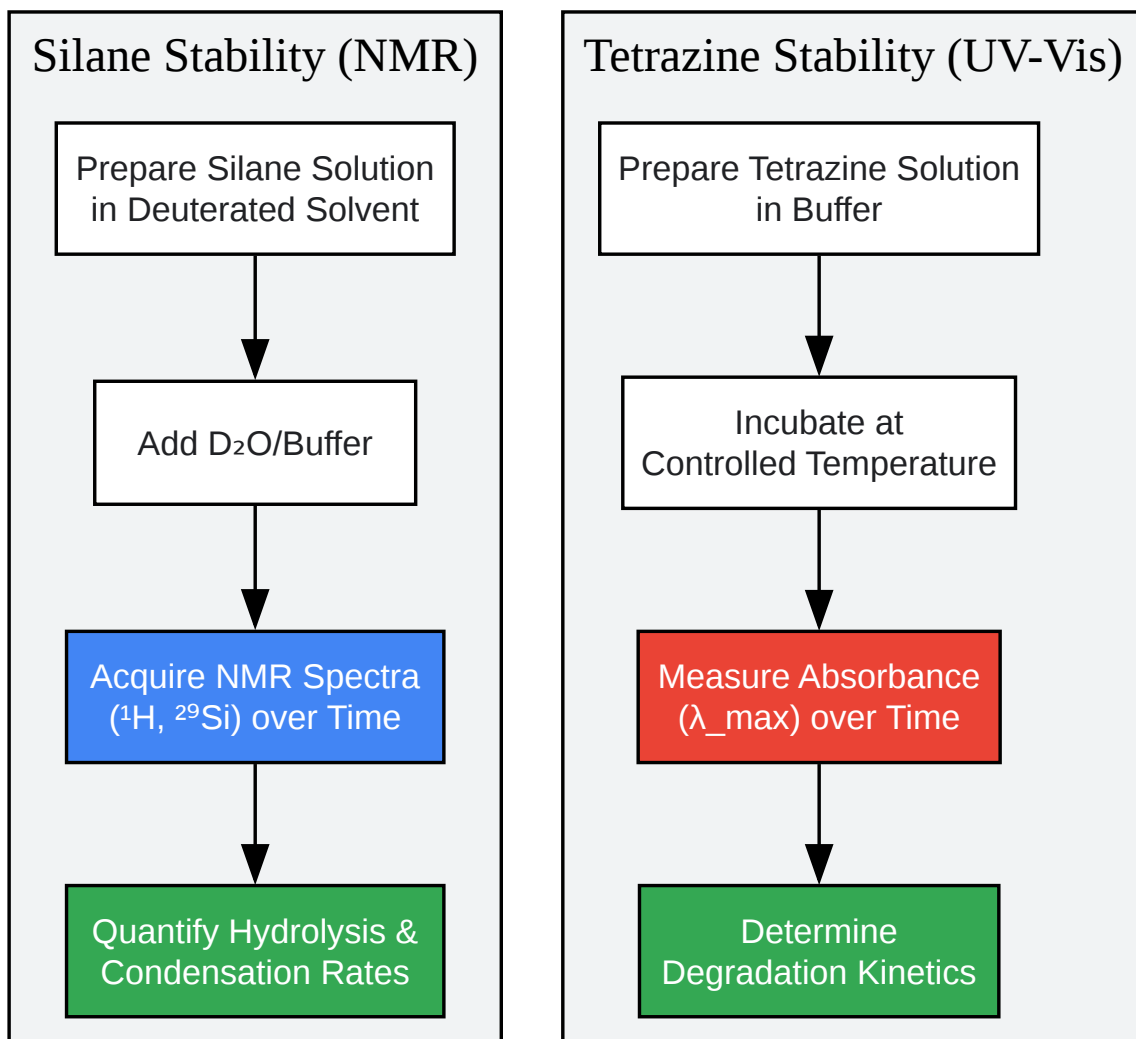 Silane Stability (NMR)
Prepare Silane Solution
in Deuterated Solvent
Add D₂O/Buffer
Acquire NMR Spectra
(¹H, ²⁹Si) over Time
Quantify Hydrolysis &
Condensation Rates
Tetrazine Stability (UV-Vis)
Prepare Tetrazine Solution
in Buffer
Incubate at
Controlled Temperature
Measure Absorbance
(λ_max) over Time
Determine
Degradation Kinetics